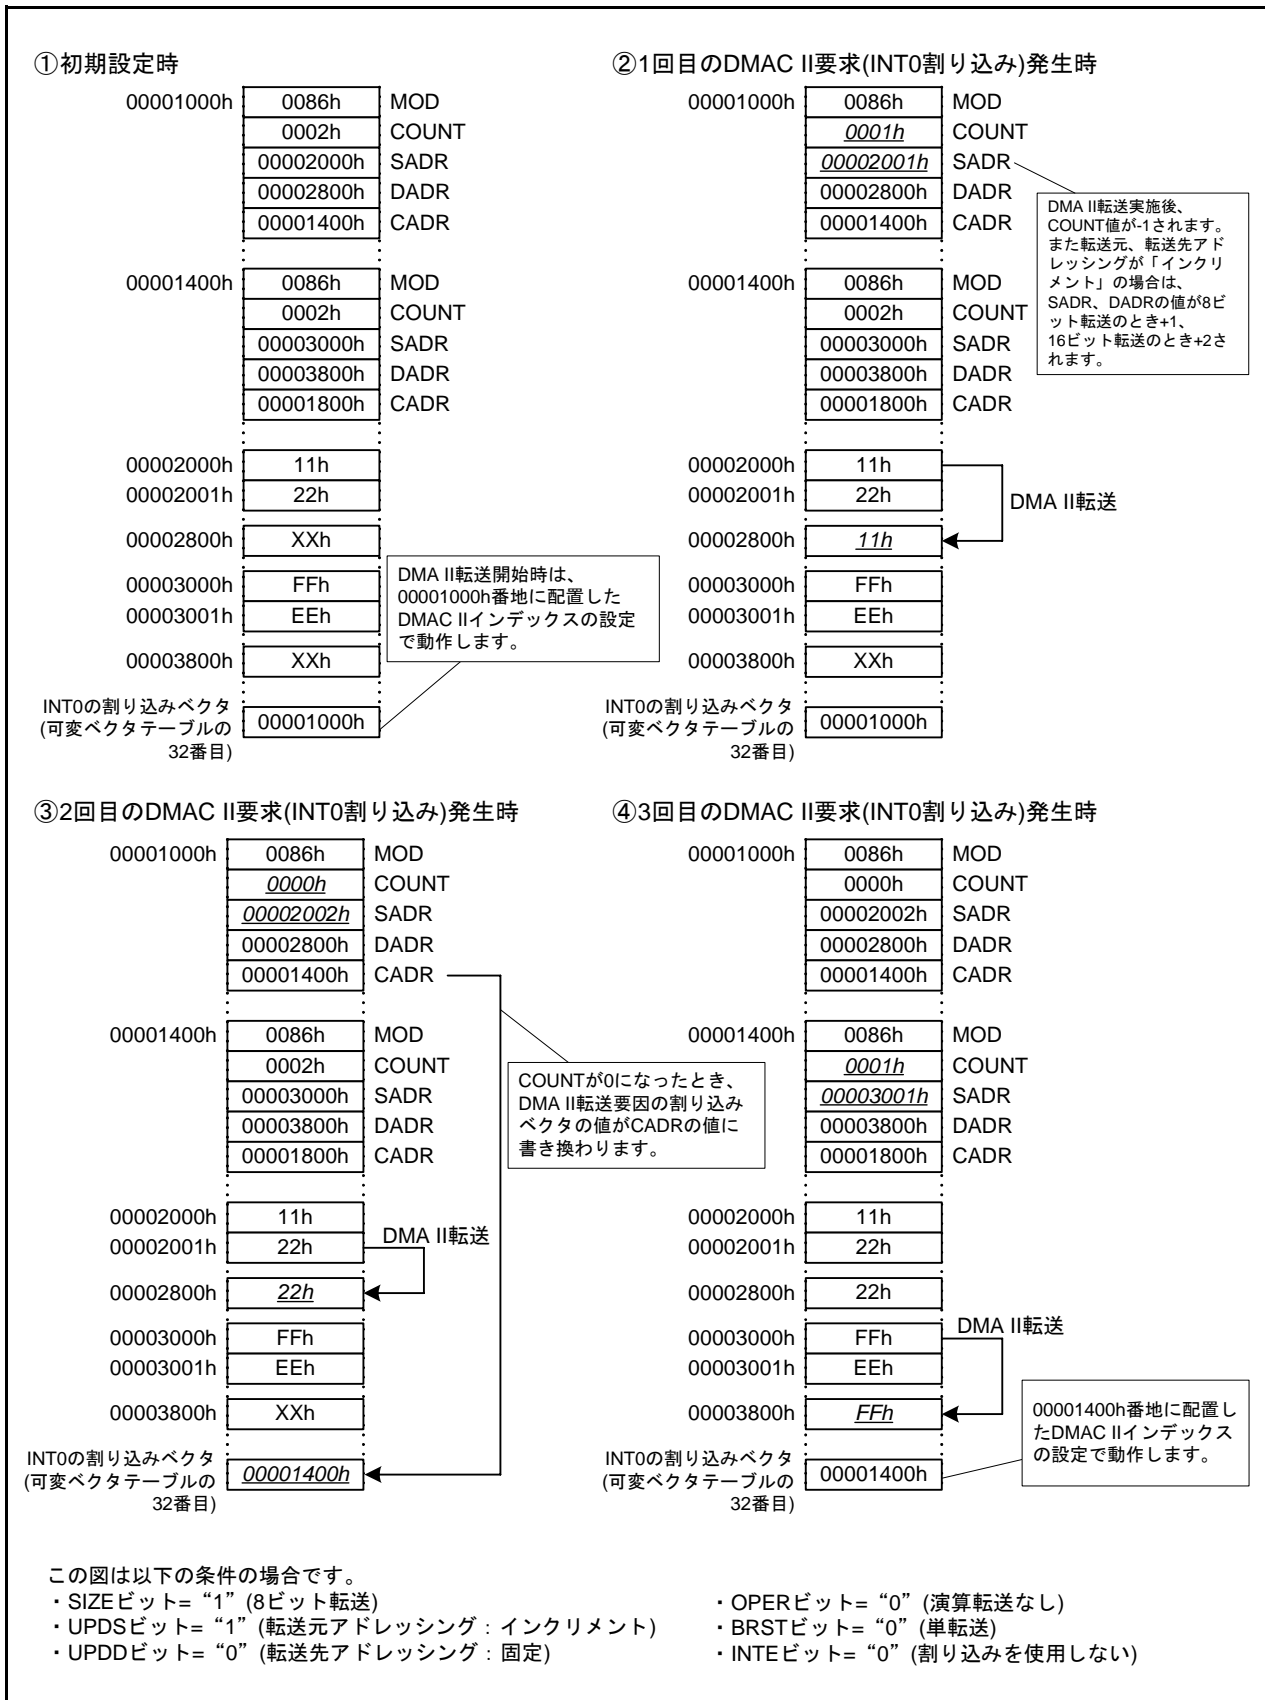 ①初期設定時
00001000h 0086h MOD
0002h COUNT
00002000h SADR
00002800h DADR
00001400h CADR
00001400h 0086h MOD
0002h COUNT
00003000h SADR
00003800h DADR
00001800h CADR
00002000h 11h
00002001h 22h
00002800h XXh
00003000h FFh
00003001h EEh
00003800h XXh
DMA II転送開始時は、
00001000h番地に配置した
DMAC IIインデックスの設定
で動作します。
INT0の割り込みベクタ
(可変ベクタテーブルの
32番目)
00001000h
②1回目のDMAC II要求(INT0割り込み)発生時
00001000h 0086h MOD
0001h COUNT
00002001h SADR
00002800h DADR
00001400h CADR
DMA II転送実施後、
COUNT値が-1されます。
また転送元、転送先アド
レッシングが「インクリ
メント」の場合は、
SADR、DADRの値が8ビ
ット転送のとき+1、
16ビット転送のとき+2さ
れます。
00001400h 0086h MOD
0002h COUNT
00003000h SADR
00003800h DADR
00001800h CADR
00002000h 11h
00002001h 22h
DMA II転送
00002800h 11h
00003000h FFh
00003001h EEh
00003800h XXh
INT0の割り込みベクタ
(可変ベクタテーブルの
32番目)
00001000h
③2回目のDMAC II要求(INT0割り込み)発生時
00001000h 0086h MOD
0000h COUNT
00002002h SADR
00002800h DADR
00001400h CADR
00001400h 0086h MOD
0002h COUNT
00003000h SADR
00003800h DADR
00001800h CADR
COUNTが0になったとき、
DMA II転送要因の割り込み
ベクタの値がCADRの値に
書き換わります。
00002000h 11h
00002001h 22h
DMA II転送
00002800h 22h
00003000h FFh
00003001h EEh
00003800h XXh
INT0の割り込みベクタ
(可変ベクタテーブルの
32番目)
00001400h
④3回目のDMAC II要求(INT0割り込み)発生時
00001000h 0086h MOD
0000h COUNT
00002002h SADR
00002800h DADR
00001400h CADR
00001400h 0086h MOD
0001h COUNT
00003001h SADR
00003800h DADR
00001800h CADR
00002000h 11h
00002001h 22h
00002800h 22h
00003000h FFh
DMA II転送
00003001h EEh
00003800h FFh
00001400h番地に配置し
たDMAC IIインデックス
の設定で動作します。
INT0の割り込みベクタ
(可変ベクタテーブルの
32番目)
00001400h
この図は以下の条件の場合です。
・SIZEビット= “1” (8ビット転送)
・UPDSビット= “1” (転送元アドレッシング：インクリメント)
・UPDDビット= “0” (転送先アドレッシング：固定)
・OPERビット= “0” (演算転送なし)
・BRSTビット= “0” (単転送)
・INTEビット= “0” (割り込みを使用しない)